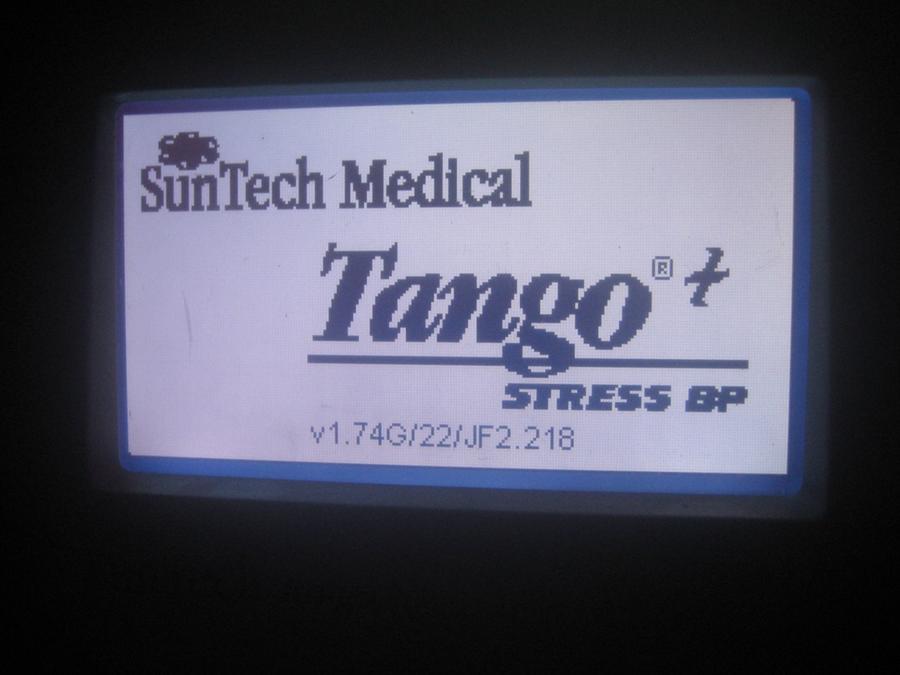 SunTech Medical
Tango® +
STRESS BP
v1.74G/22/JF2.218